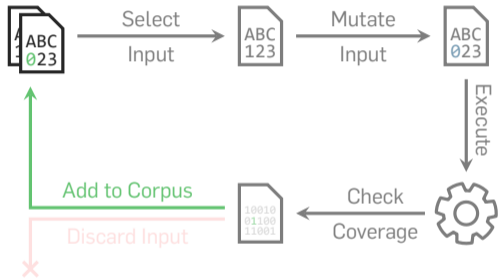 ABC
023
Select
Input
ABC
123
Mutate
Input
ABC
023
Execute
Check
Coverage
10010
01100
11001
Add to Corpus
Discard Input